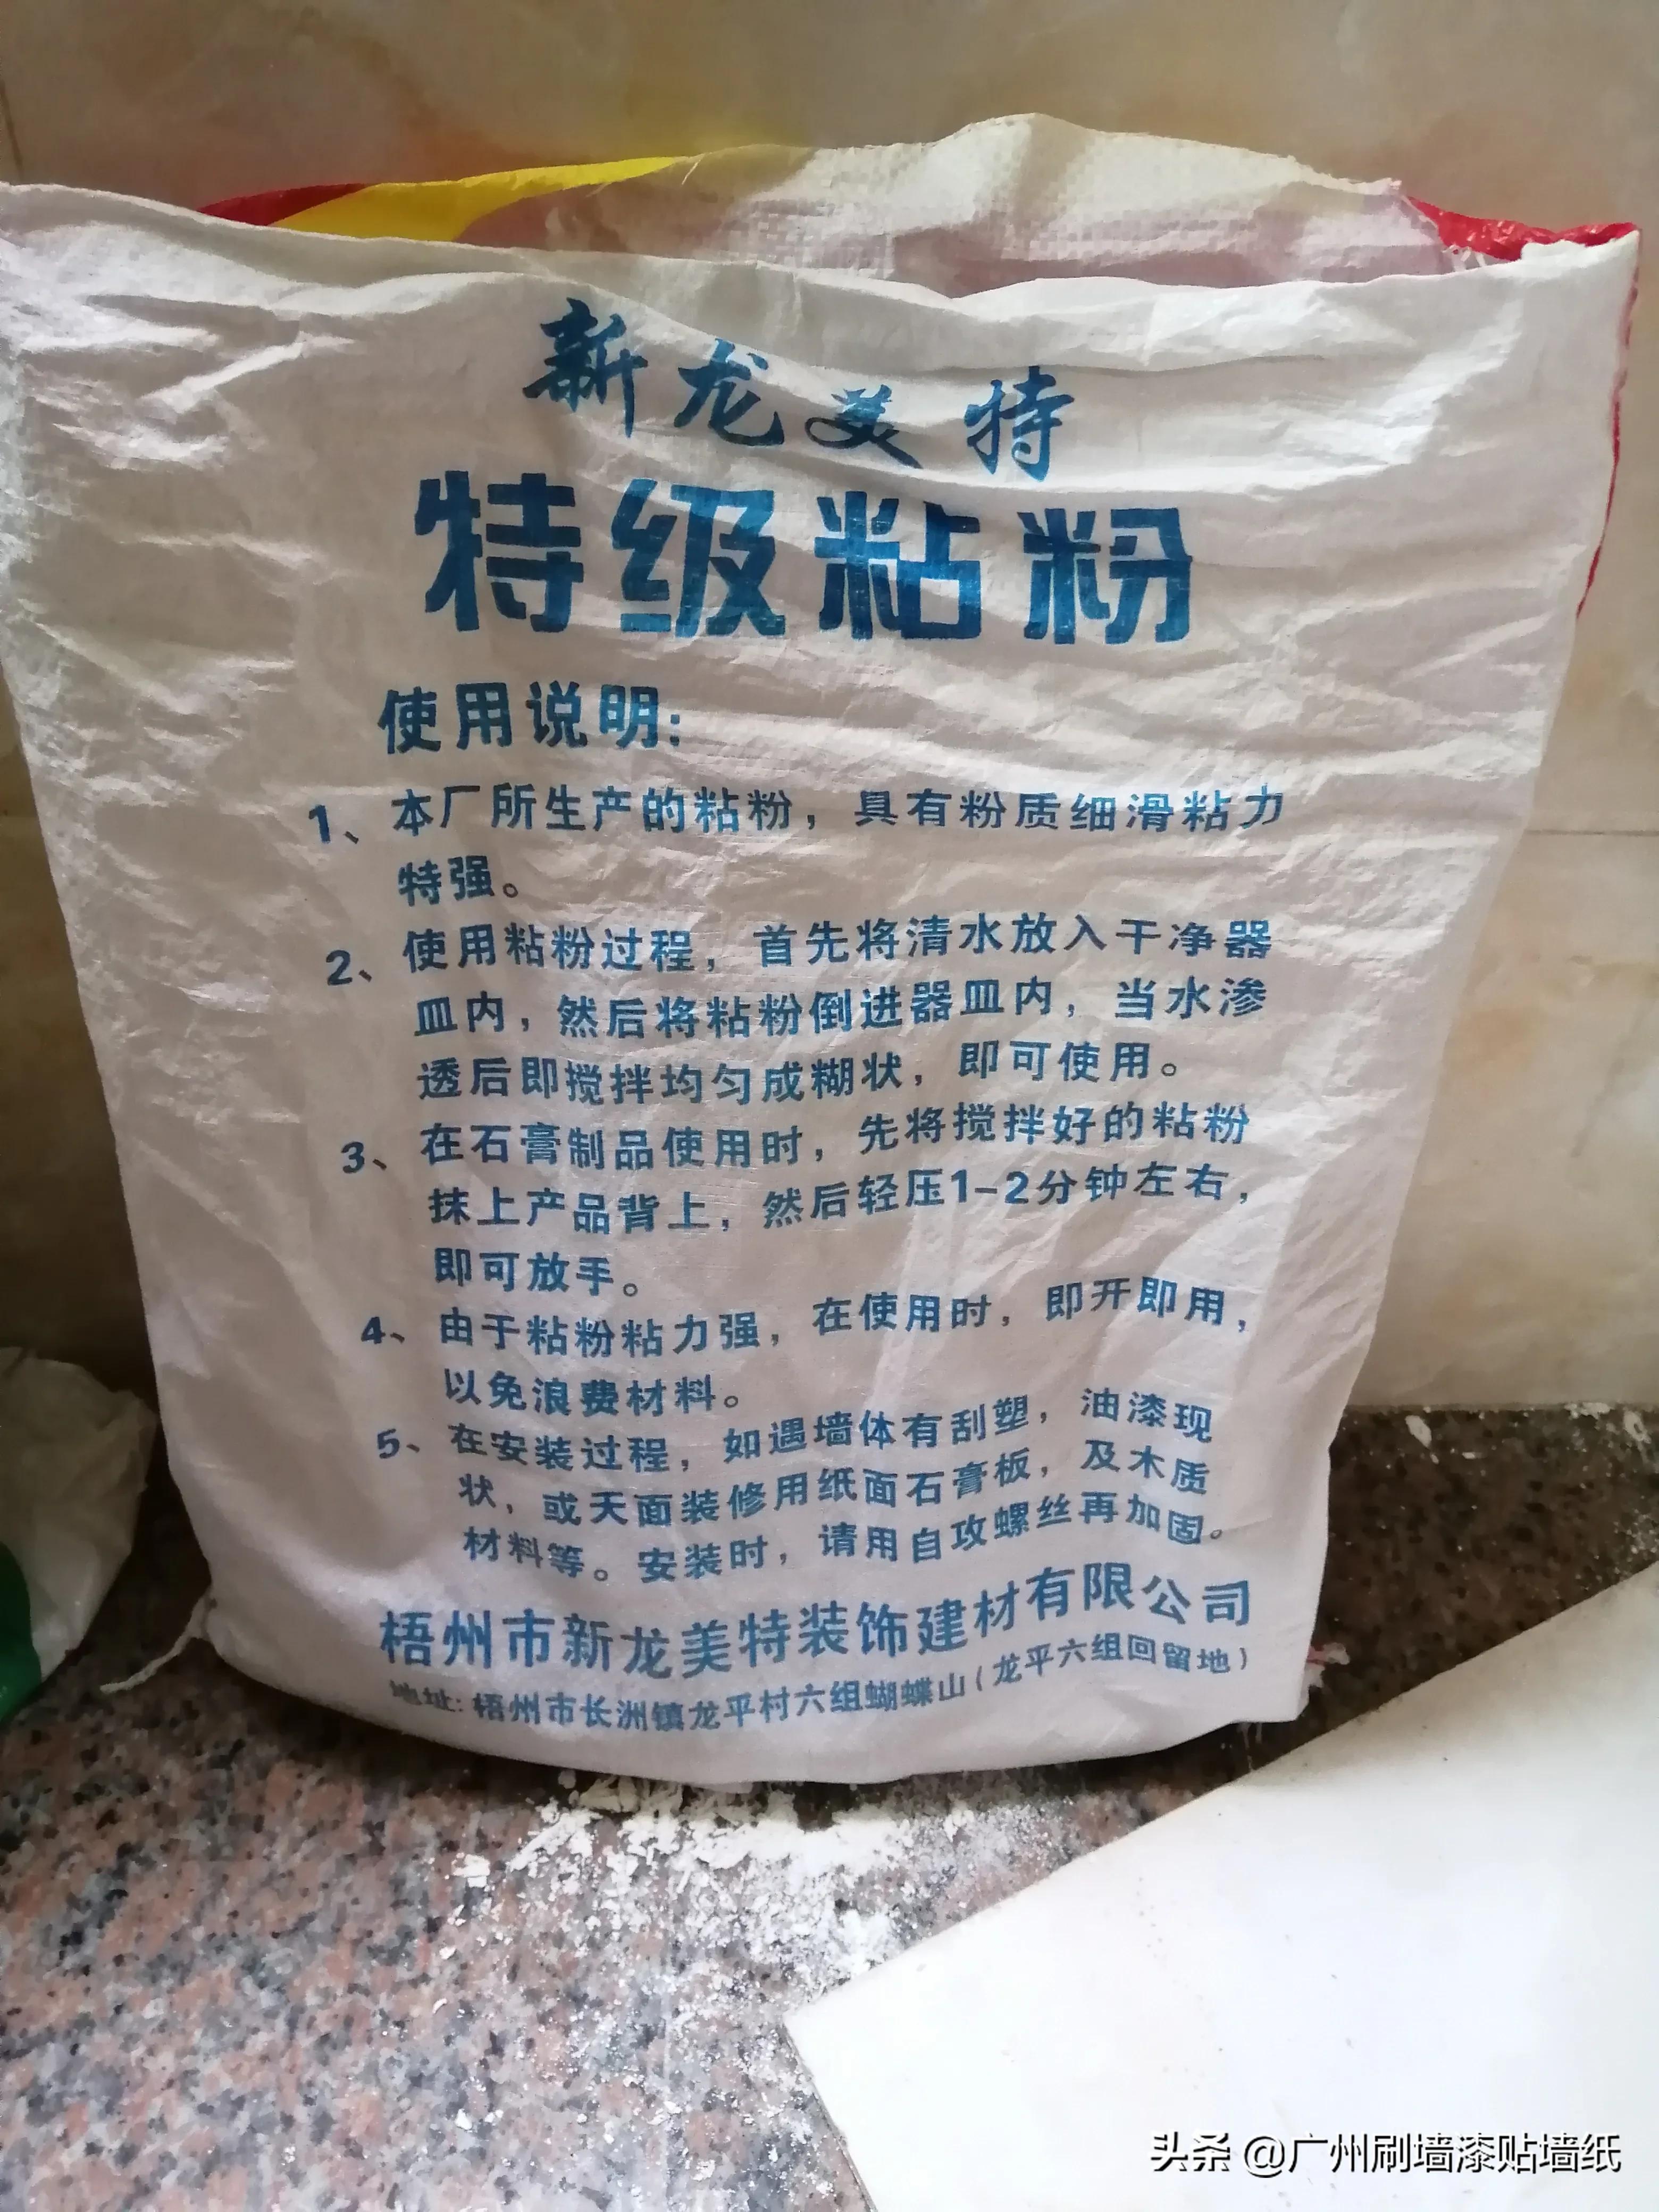 新龙美特
特级粘粉
使用说明:
1、本厂所生产的粘粉，具有粉质细滑粘力
特强。
2、使用粘粉过程，首先将清水放入干净器
皿内，然后将粘粉倒进器皿内，当水渗
透后即搅拌均匀成糊状，即可使用。
3、在石膏制品使用时，先将搅拌好的粘粉
抹上产品背上，然后轻压1-2分钟左右，
即可放手。
4、由于粘粉粘力强，在使用时，即开即用，
以免浪费材料。
5、在安装过程，如遇墙体有刮塑，油漆现
状，或天面装修用纸面石膏板，及木质
材料等。安装时，请用自攻螺丝再加固。
梧州市新龙美特装饰建材有限公司
地址: 梧州市长洲镇龙平村六组蝴蝶山（龙平六组回留地）
头条 @广州刷墙漆贴墙纸